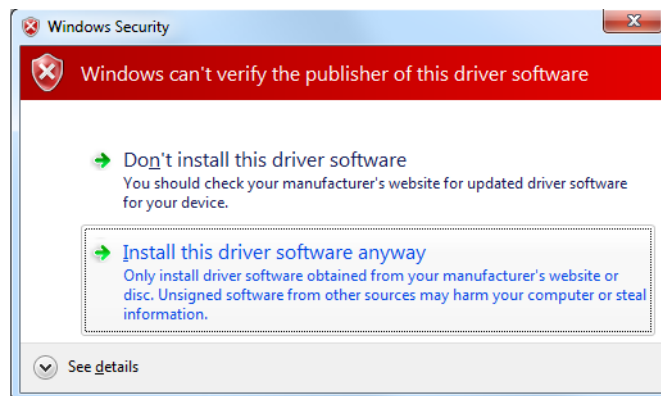 Windows Security
Windows can't verify the publisher of this driver software
Don't install this driver software
You should check your manufacturer's website for updated driver software
for your device.
Install this driver software anyway
Only install driver software obtained from your manufacturer's website or
disc. Unsigned software from other sources may harm your computer or steal
information.
See details